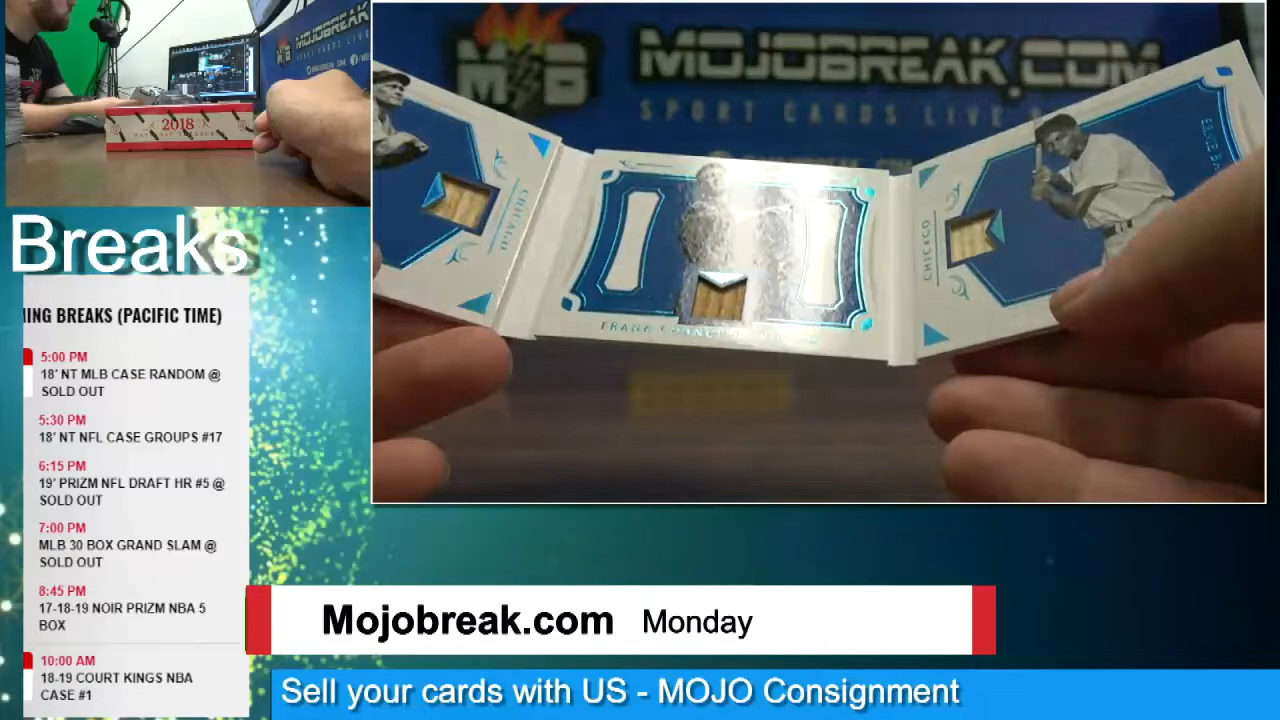 MOJOBREAK.COM
SPORT CARDS LIVE
MB
2018
CHICAGO
CHICAGO
FRANK
Breaks
ING BREAKS (PACIFIC TIME)
5:00 PM
18' NT MLB CASE RANDOM @
SOLD OUT
5:30 PM
18' NT NFL CASE GROUPS #17
6:15 PM
19' PRIZM NFL DRAFT HR #5 @
SOLD OUT
7:00 PM
MLB 30 BOX GRAND SLAM @
SOLD OUT
8:45 PM
17-18-19 NOIR PRIZM NBA 5
BOX
10:00 AM
18-19 COURT KINGS NBA
CASE #1
Mojobreak.com Monday
Sell your cards with US - MOJO Consignment